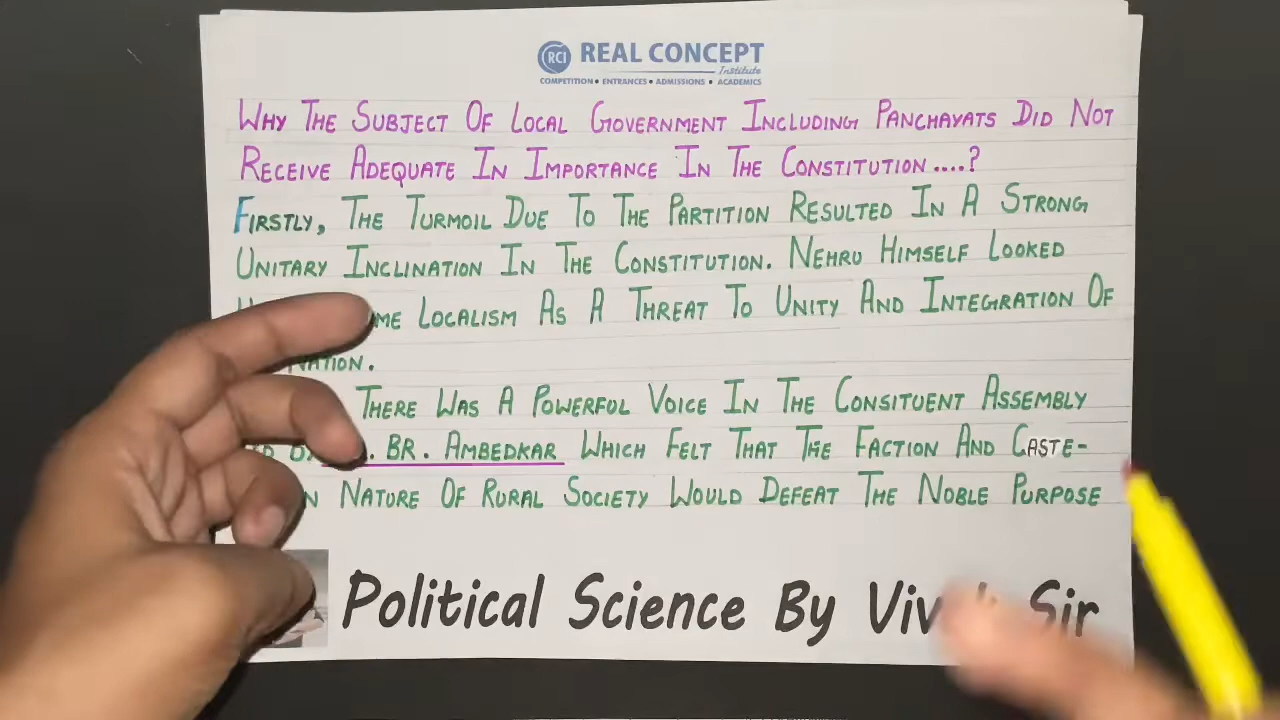 RCI REAL CONCEPT
Institute
COMPETITION • ENTRANCES • ADMISSIONS • ACADEMICS
WHY THE SUBJECT OF LOCAL GOVERNMENT INCLUDING PANCHAYATS DID NOT
RECEIVE ADEQUATE IN IMPORTANCE IN THE CONSTITUTION....?
FIRSTLY, THE TURMOIL DUE TO THE PARTITION RESULTED IN A STRONG
UNITARY INCLINATION IN THE CONSTITUTION. NEHRU HIMSELF LOOKED
LOCALISM AS A THREAT TO UNITY AND INTEGRATION OF
NATION.
THERE WAS A POWERFUL VOICE IN THE CONSITUENT ASSEMBLY
BR. AMBEDKAR WHICH FELT THAT THE FACTION AND CASTE-
NATURE OF RURAL SOCIETY WOULD DEFEAT THE NOBLE PURPOSE
Political Science By Sir